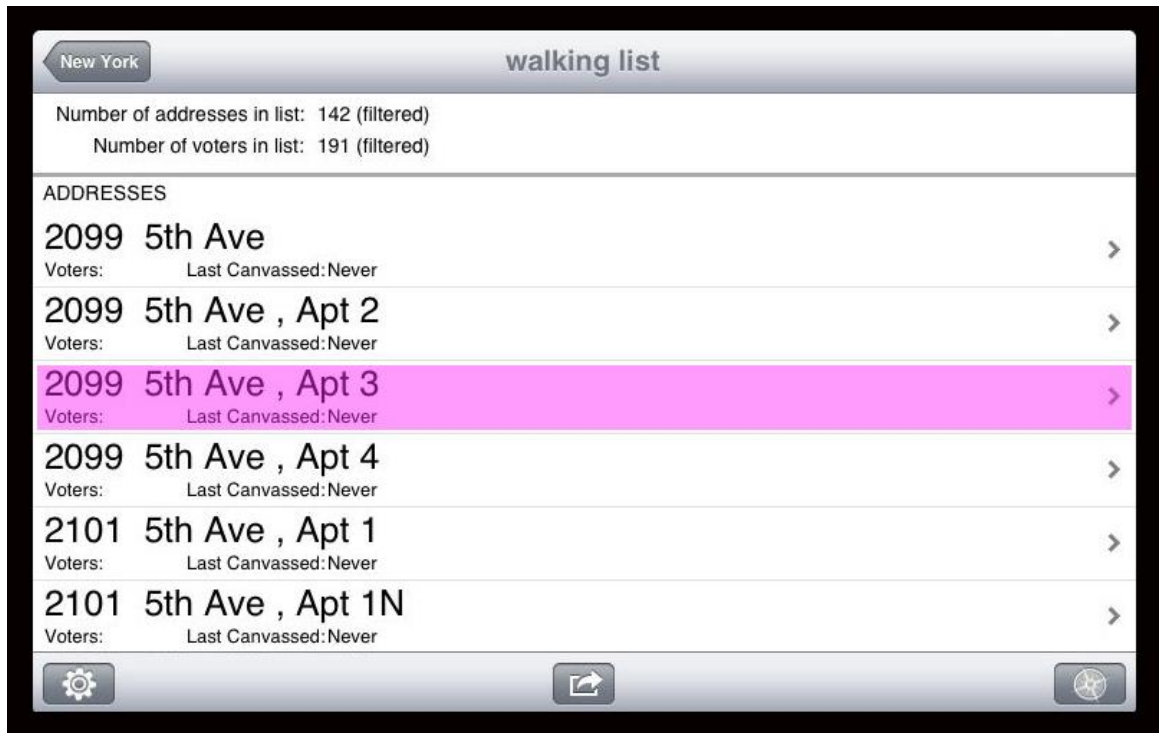 New York
walking list
Number of addresses in list: 142 (filtered)
Number of voters in list: 191 (filtered)
ADDRESSES
2099 5th Ave
Voters: Last Canvassed: Never
2099 5th Ave , Apt 2
Voters: Last Canvassed: Never
2099 5th Ave , Apt 3
Voters: Last Canvassed: Never
2099 5th Ave , Apt 4
Voters: Last Canvassed: Never
2101 5th Ave , Apt 1
Voters: Last Canvassed: Never
2101 5th Ave , Apt 1N
Voters: Last Canvassed: Never